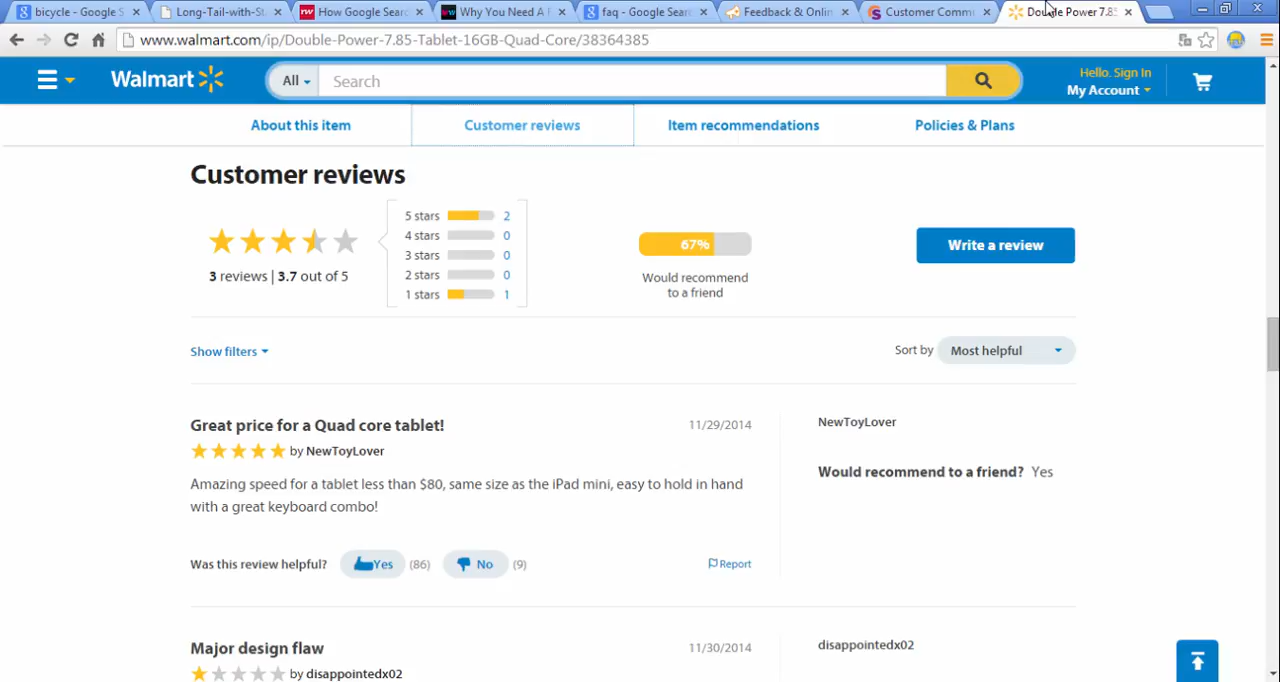 bicycle - Google S
Long-Tail-with-St
How Google Searc
Why You Need A F
faq - Google Searc
Feedback & Onlin
Customer Comm
Double Power 7.85
www.walmart.com/ip/Double-Power-7.85-Tablet-16GB-Quad-Core/38364385
Walmart
All
Search
Hello. Sign In
My Account
About this item
Customer reviews
Item recommendations
Policies & Plans
Customer reviews
5 stars 2
4 stars 0
3 stars 0
2 stars 0
1 stars 1
3 reviews | 3.7 out of 5
67%
Would recommend
to a friend
Write a review
Show filters
Sort by Most helpful
Great price for a Quad core tablet!
11/29/2014
NewToyLover
by NewToyLover
Would recommend to a friend? Yes
Amazing speed for a tablet less than $80, same size as the iPad mini, easy to hold in hand
with a great keyboard combo!
Was this review helpful? Yes (86) No (9)
Report
Major design flaw
11/30/2014
disappointedx02
by disappointedx02